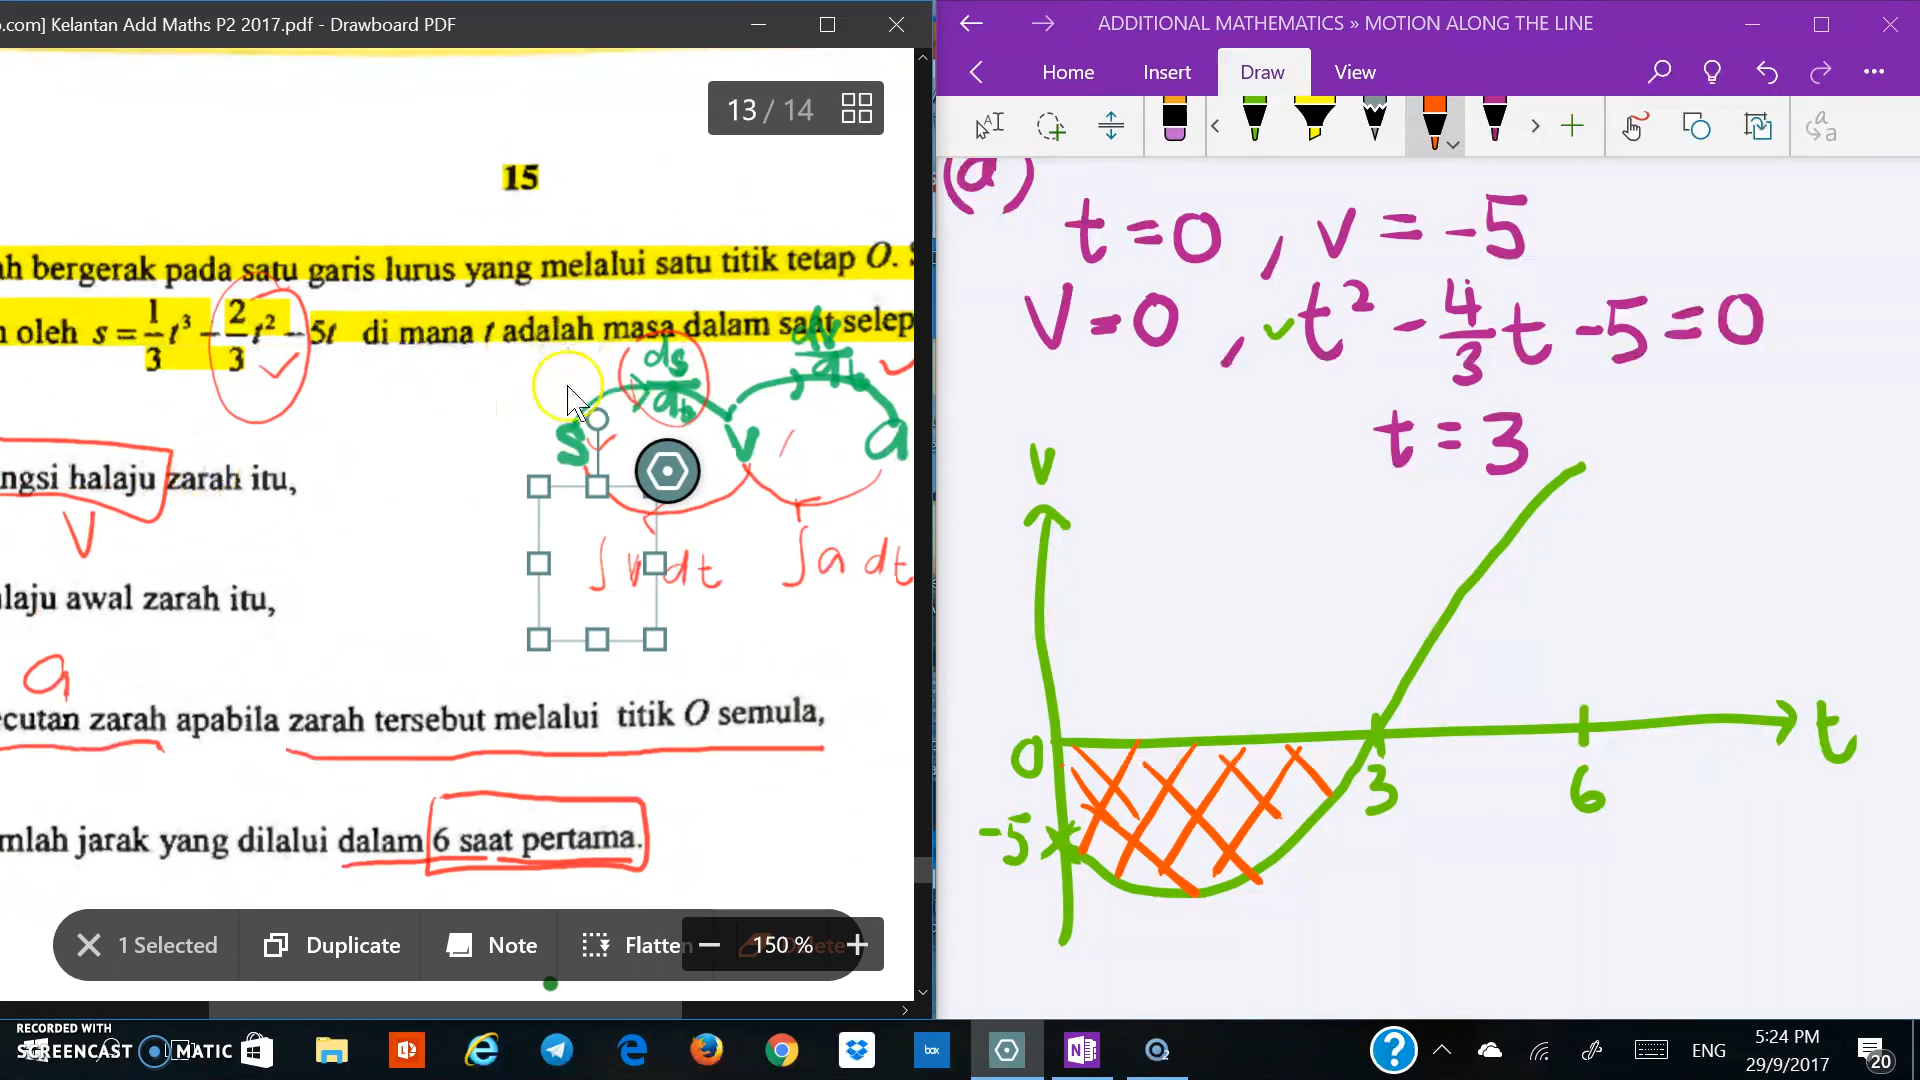 o.com] Kelantan Add Maths P2 2017.pdf - Drawboard PDF
13 / 14
15
ah bergerak pada satu garis lurus yang melalui satu titik tetap O.
n oleh s = 1/3 t³ − 2/3 t² − 5t di mana t adalah masa dalam saat selep
ds/dt
dv/dt
s v a
∫ v dt ∫ a dt
ngsi halaju zarah itu,
V
laju awal zarah itu,
a
cutan zarah apabila zarah tersebut melalui titik O semula,
mlah jarak yang dilalui dalam 6 saat pertama.
1 Selected Duplicate Note Flatten 150 %
ADDITIONAL MATHEMATICS » MOTION ALONG THE LINE
Home Insert Draw View
(a)
t = 0 , v = -5
V = 0 , t² - 4/3 t - 5 = 0
t = 3
v
0 3 6 t
-5
RECORDED WITH
SCREENCAST MATIC
box
ENG
5:24 PM
29/9/2017
20